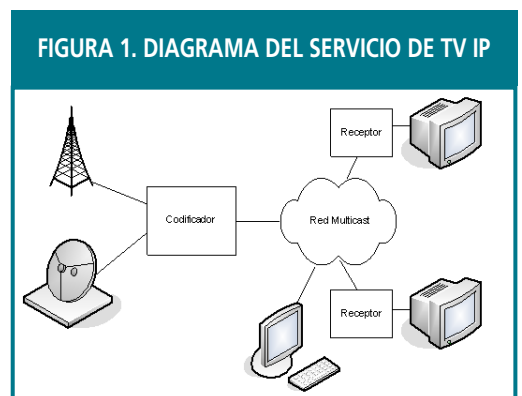 FIGURA 1. DIAGRAMA DEL SERVICIO DE TV IP
Receptor
Codificador
Red Multicast
Receptor